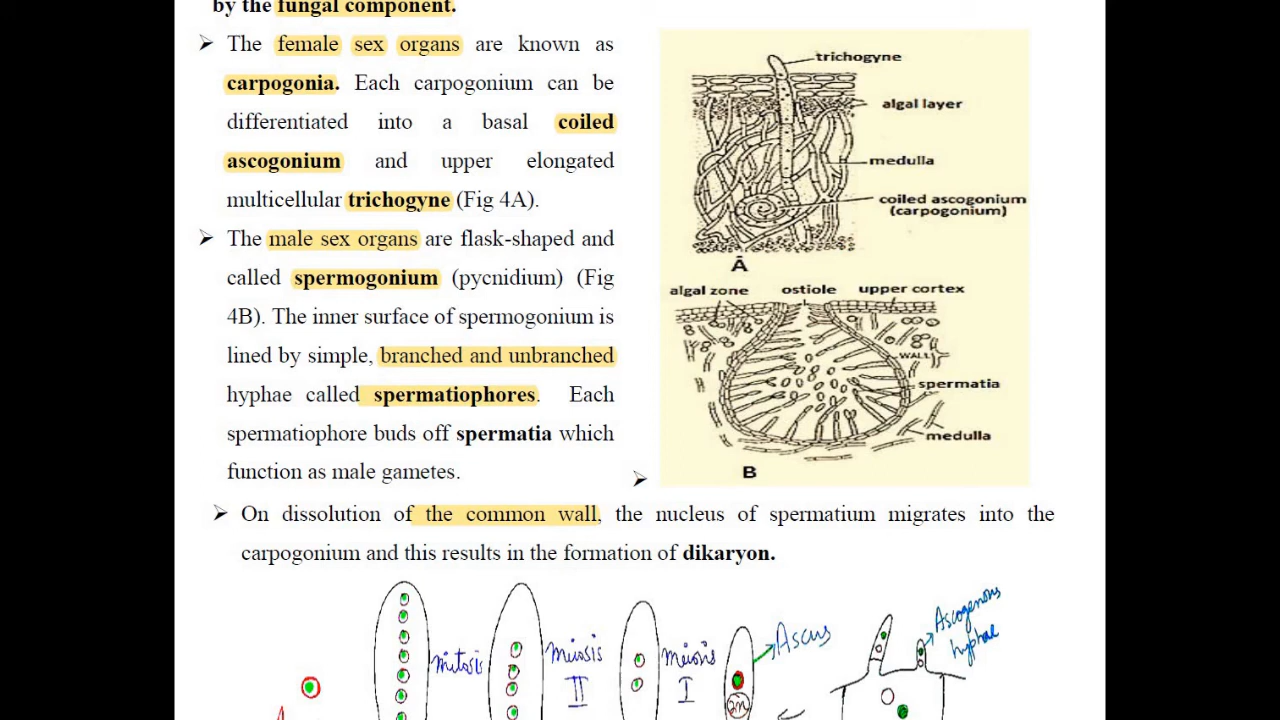 by the fungal component.
➢ The female sex organs are known as
carpogonia. Each carpogonium can be
differentiated into a basal coiled
ascogonium and upper elongated
multicellular trichogyne (Fig 4A).
➢ The male sex organs are flask-shaped and
called spermogonium (pycnidium) (Fig
4B). The inner surface of spermogonium is
lined by simple, branched and unbranched
hyphae called spermatiophores. Each
spermatiophore buds off spermatia which
function as male gametes.
trichogyne
algal layer
medulla
coiled ascogonium
(carpogonium)
A
algal zone ostiole upper cortex
WALL
spermatia
medulla
B
➢
➢ On dissolution of the common wall, the nucleus of spermatium migrates into the
carpogonium and this results in the formation of dikaryon.
Ascogenous
hyphae
Ascus
mitosis
meiosis
II
meiosis
I
2n